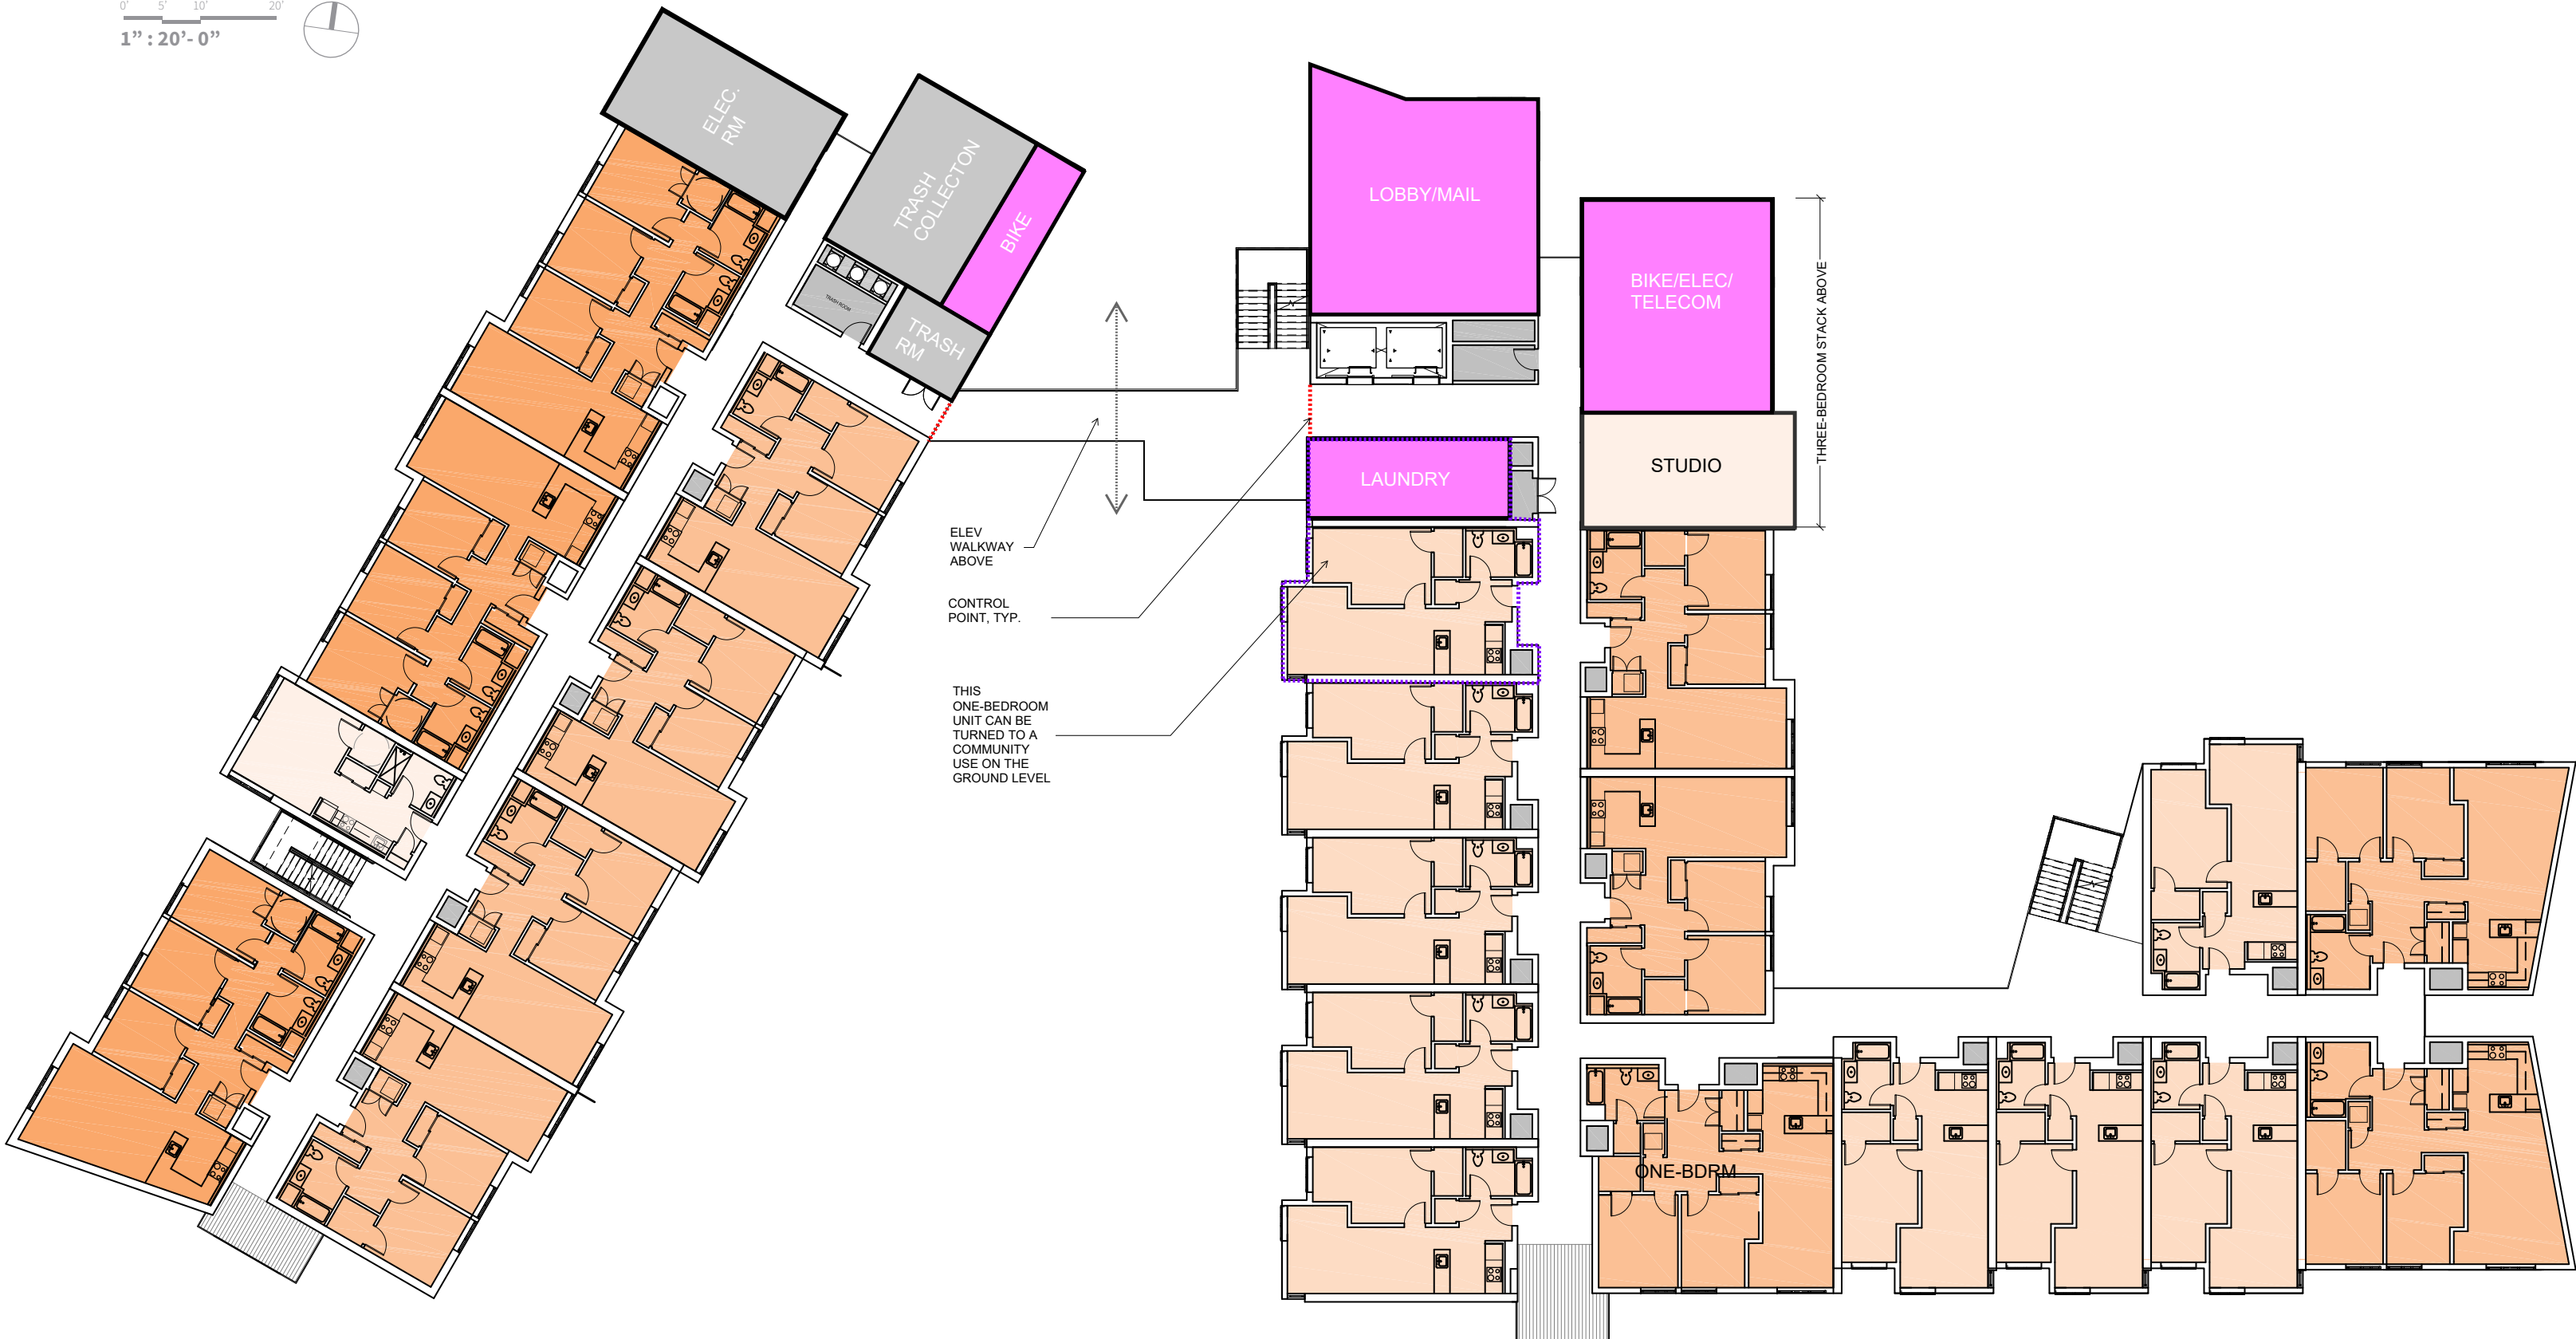 0' 5' 10' 20'
1” : 20’- 0”
ELEC.
RM
TRASH
COLLECTON
BIKE
TRASH ROOM
TRASH
RM
LOBBY/MAIL
BIKE/ELEC/
TELECOM
THREE-BEDROOM STACK ABOVE
STUDIO
LAUNDRY
ELEV
WALKWAY
ABOVE
CONTROL
POINT, TYP.
THIS
ONE-BEDROOM
UNIT CAN BE
TURNED TO A
COMMUNITY
USE ON THE
GROUND LEVEL
ONE-BDRM